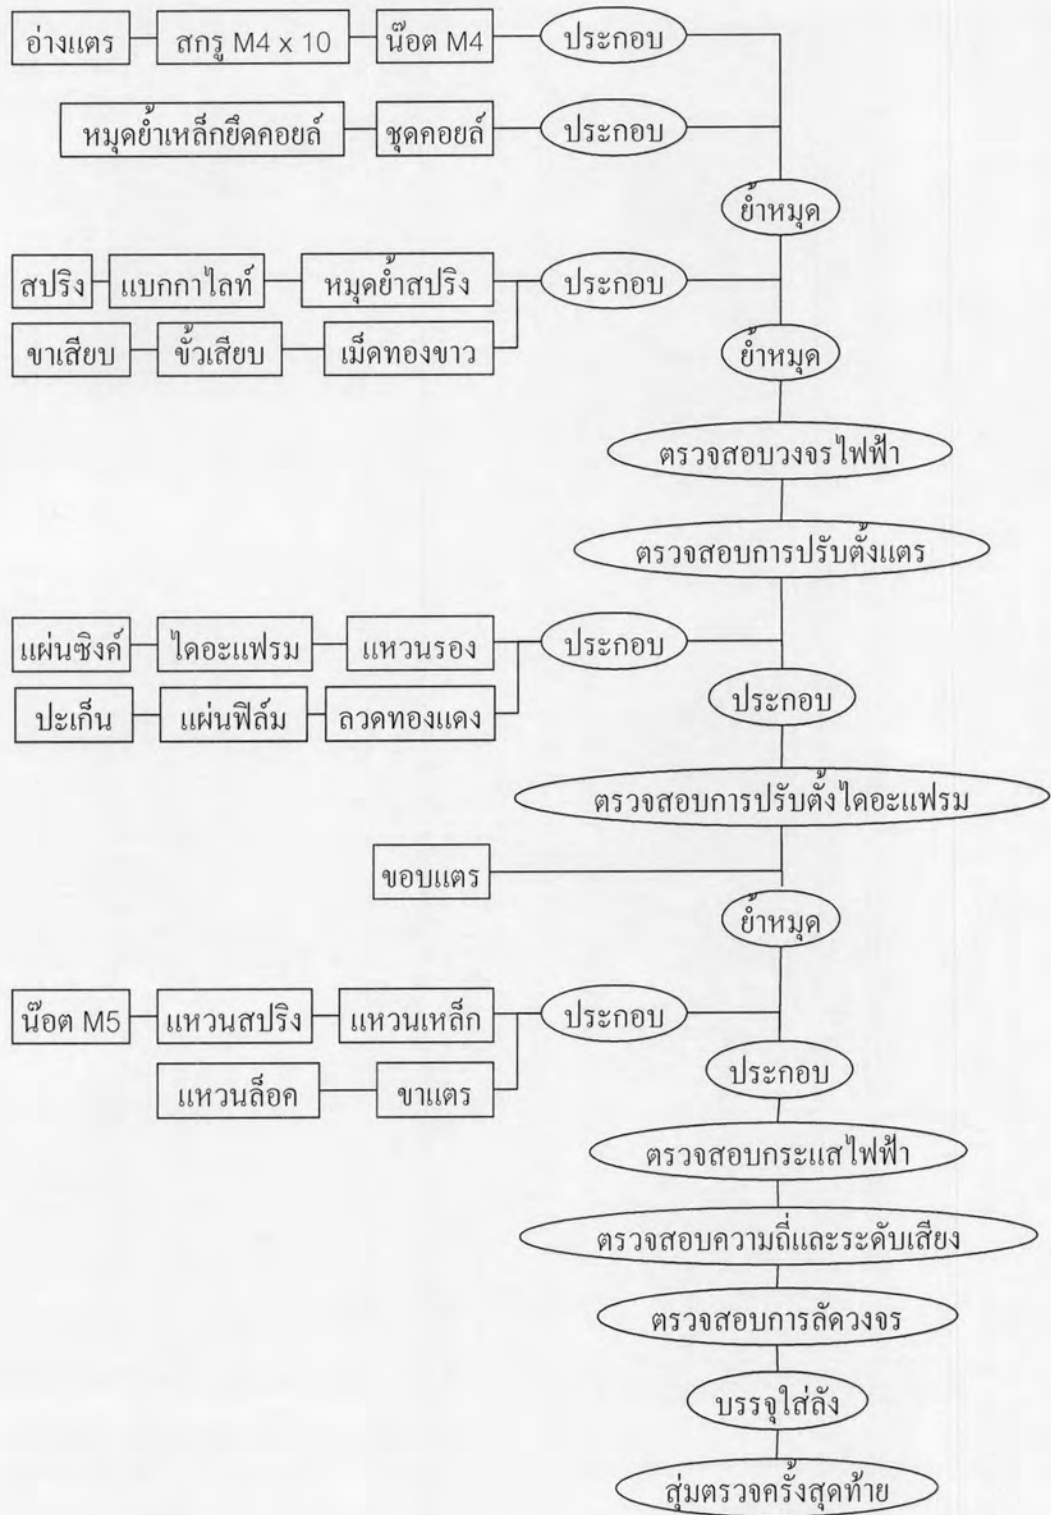 อ่างแตร สกรู M4 x 10 น๊อต M4 ประกอบ
หมุดย้ำเหล็กยึดคอยล์ ชุดคอยล์ ประกอบ
ย้ำหมุด
สปริง แบกกาไลท์ หมุดย้ำสปริง ประกอบ
ขาเสียบ ขั้วเสียบ เม็ดทองขาว ย้ำหมุด
ตรวจสอบวงจรไฟฟ้า
ตรวจสอบการปรับตั้งแตร
แผ่นซิงค์ ไดอะแฟรม แหวนรอง ประกอบ
ปะเก็น แผ่นฟิล์ม ลวดทองแดง ประกอบ
ตรวจสอบการปรับตั้งไดอะแฟรม
ขอบแตร
ย้ำหมุด
น๊อต M5 แหวนสปริง แหวนเหล็ก ประกอบ
แหวนล็อค ขาแตร ประกอบ
ตรวจสอบกระแสไฟฟ้า
ตรวจสอบความถี่และระดับเสียง
ตรวจสอบการลัดวงจร
บรรจุใส่ลัง
สุ่มตรวจครั้งสุดท้าย